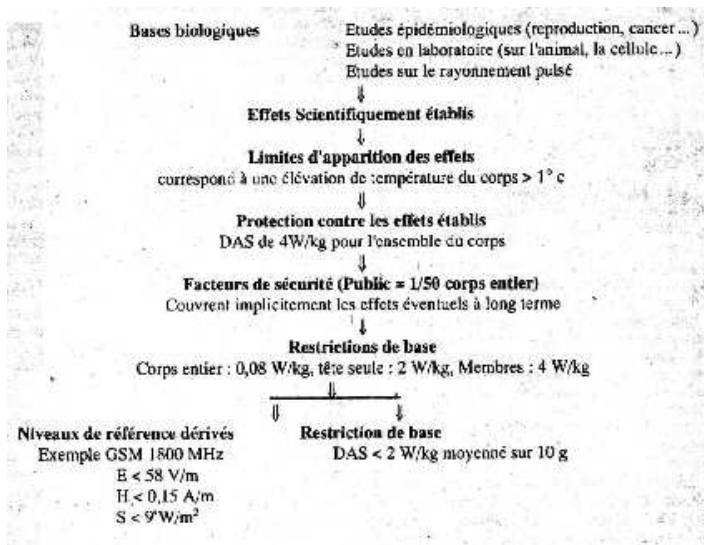 Bases biologiques Etudes épidémiologiques (reproduction, cancer...)
Etudes en laboratoire (sur l'animal, la cellule...)
Etudes sur le rayonnement pulsé
⇓
Effets Scientifiquement établis
↓
Limites d'apparition des effets
correspond à une élévation de température du corps > 1° c
⇓
Protection contre les effets établis
DAS de 4W/kg pour l'ensemble du corps
⇓
Facteurs de sécurité (Public = 1/50 corps entier)
Couvrent implicitement les effets éventuels à long terme
⇓
Restrictions de base
Corps entier : 0,08 W/kg, tête seule : 2 W/kg, Membres : 4 W/kg
⇓
⇓ ⇓
Niveaux de référence dérivés Restriction de base
Exemple GSM 1800 MHz DAS < 2 W/kg moyenné sur 10 g
E < 58 V/m
H < 0,15 A/m
S < 9 W/m²